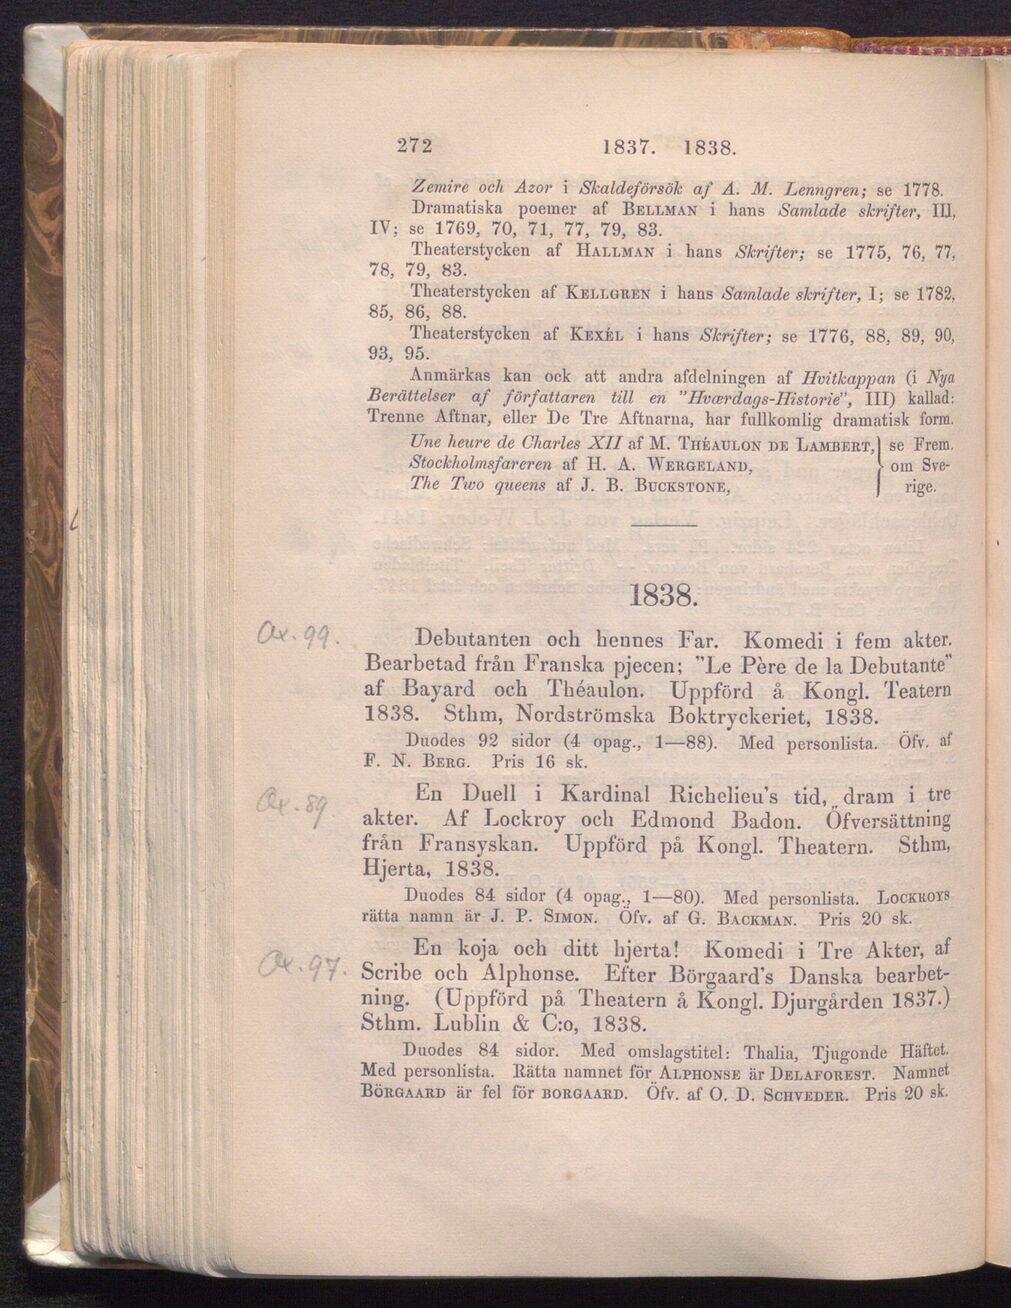 272 1837. 1838.
Zemire och Azor i Skaldeförsök af A. M. Lenngren; se 1778.
Dramatiska poemer af BELLMAN i hans Samlade skrifter, III,
IV; se 1769, 70, 71, 77, 79, 83.
Theaterstycken af HALLMAN i hans Skrifter; se 1775, 76, 77,
78, 79, 83.
Theaterstycken af KELLGREN i hans Samlade skrifter, I; se 1782,
85, 86, 88.
Theaterstycken af KEXÉL i hans Skrifter; se 1776, 88, 89, 90,
93, 95.
Anmärkas kan ock att andra afdelningen af Hvitkappan (i Nya
Berättelser af författaren till en "Hværdags-Historie", III) kallad:
Trenne Aftnar, eller De Tre Aftnarna, har fullkomlig dramatisk form.
Une heure de Charles XII af M. THÉAULON DE LAMBERT, } se Frem.
Stockholmsfareren af H. A. WERGELAND, } om Sve-
The Two queens af J. B. BUCKSTONE, } rige.
1838.
Ox. 99. Debutanten och hennes Far. Komedi i fem akter.
Bearbetad från Franska pjecen; "Le Père de la Debutante"
af Bayard och Théaulon. Uppförd å Kongl. Teatern
1838. Sthm, Nordströmska Boktryckeriet, 1838.
Duodes 92 sidor (4 opag., 1—88). Med personlista. Öfv. af
F. N. BERG. Pris 16 sk.
Ox. 89. En Duell i Kardinal Richelieu's tid, dram i tre
akter. Af Lockroy och Edmond Badon. Öfversättning
från Fransyskan. Uppförd på Kongl. Theatern. Sthm,
Hjerta, 1838.
Duodes 84 sidor (4 opag., 1—80). Med personlista. LOCKROYS
rätta namn är J. P. SIMON. Öfv. af G. BACKMAN. Pris 20 sk.
Ox. 97. En koja och ditt hjerta! Komedi i Tre Akter, af
Scribe och Alphonse. Efter Börgaard's Danska bearbet-
ning. (Uppförd på Theatern å Kongl. Djurgården 1837.)
Sthm. Lublin & C:o, 1838.
Duodes 84 sidor. Med omslagstitel: Thalia, Tjugonde Häftet.
Med personlista. Rätta namnet för ALPHONSE är DELAFOREST. Namnet
BÖRGAARD är fel för BORGAARD. Öfv. af O. D. SCHVEDER. Pris 20 sk.